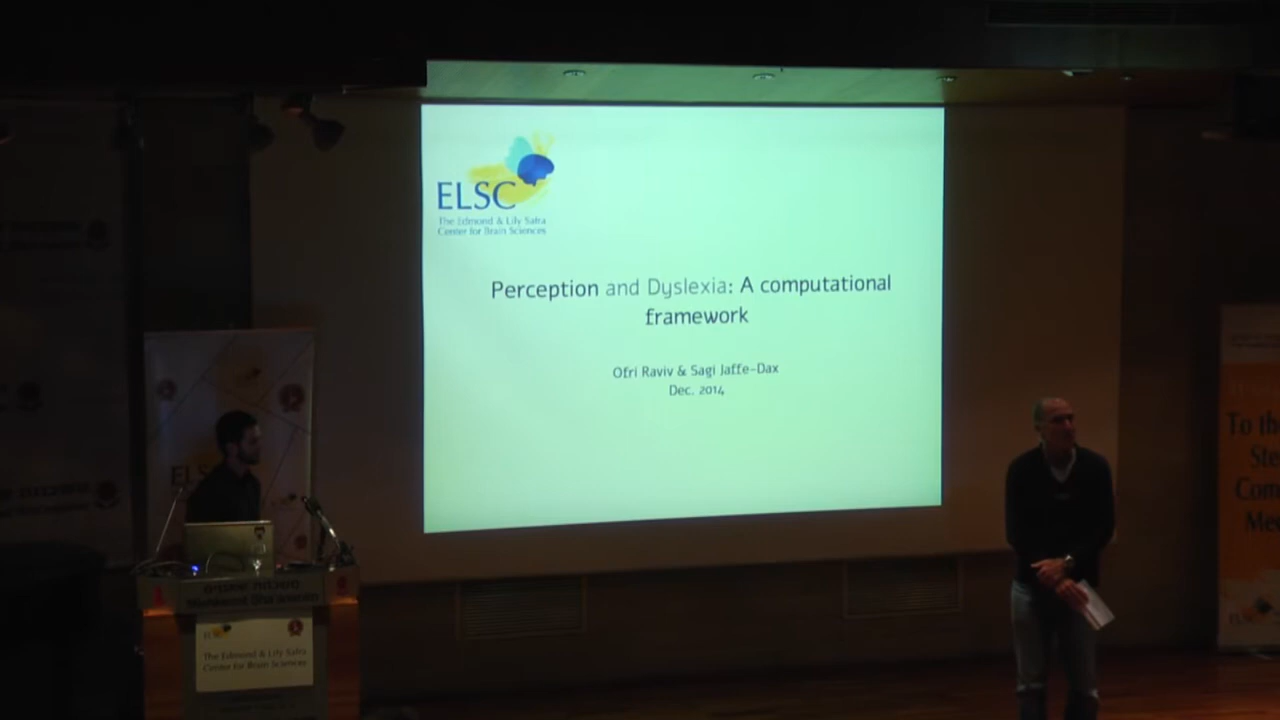 ELSC
The Edmond & Lily Safra
Center for Brain Sciences
Perception and Dyslexia: A computational
framework
Ofri Raviv & Sagi Jaffe-Dax
Dec. 2014
ELSC
The Edmond & Lily Safra
Center for Brain Sciences
To th
Ste
Com
Me